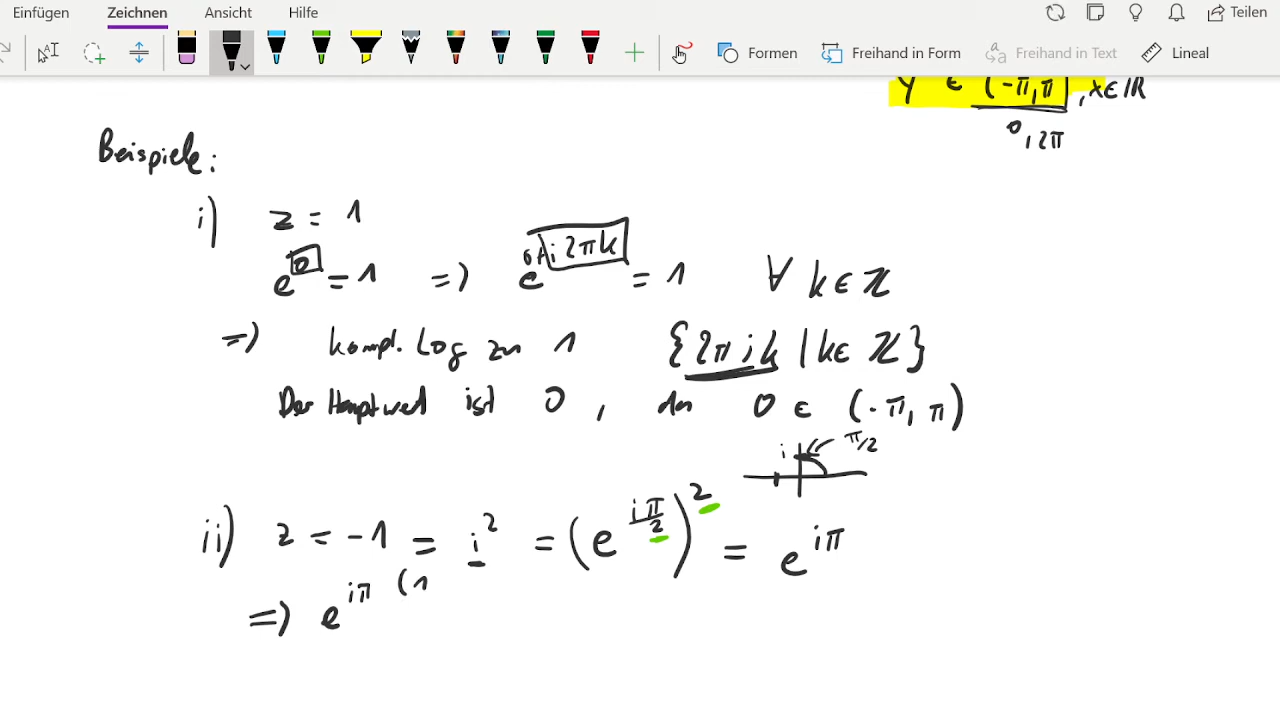 Einfügen Zeichnen Ansicht Hilfe Teilen
Formen Freihand in Form Freihand in Text Lineal
y ∈ (-π, π], x ∈ ℝ
0, 2π
Beispiele:
i) z = 1
e^0 = 1 => e^{0+i2πk} = 1 ∀ k ∈ ℤ
=> kompl. Log zu 1 {2πik | k ∈ ℤ}
Der Hauptwert ist 0, da 0 ∈ (-π, π)
i π/2
ii) z = -1 = i^2 = (e^{iπ/2})^2 = e^{iπ}
=> e^{iπ (1